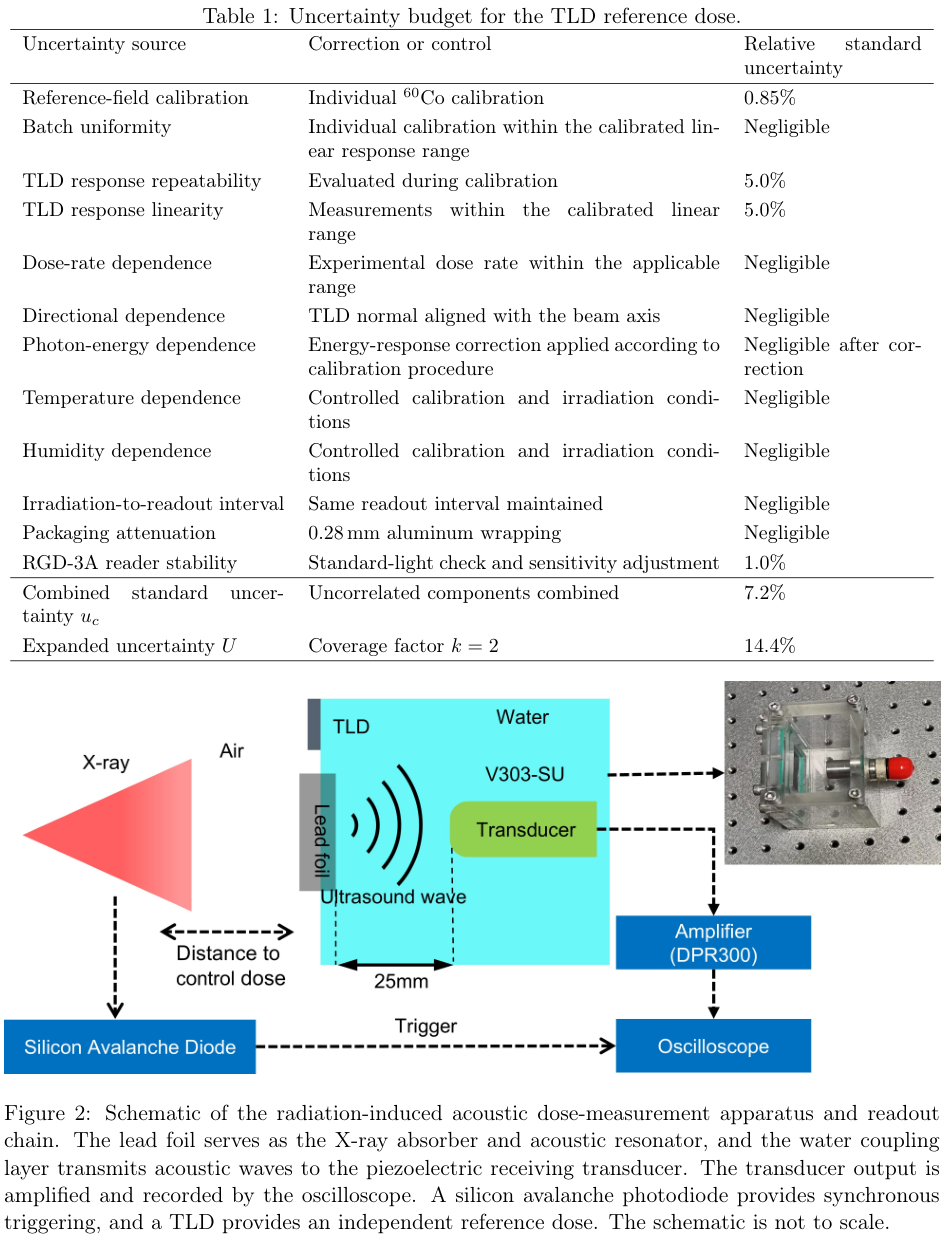 Table 1: Uncertainty budget for the TLD reference dose.
Uncertainty source Correction or control Relative standard
uncertainty
Reference-field calibration Individual ⁶⁰Co calibration 0.85%
Batch uniformity Individual calibration within the calibrated lin- Negligible
ear response range
TLD response repeatability Evaluated during calibration 5.0%
TLD response linearity Measurements within the calibrated linear 5.0%
range
Dose-rate dependence Experimental dose rate within the applicable Negligible
range
Directional dependence TLD normal aligned with the beam axis Negligible
Photon-energy dependence Energy-response correction applied according to Negligible after cor-
calibration procedure rection
Temperature dependence Controlled calibration and irradiation condi- Negligible
tions
Humidity dependence Controlled calibration and irradiation condi- Negligible
tions
Irradiation-to-readout interval Same readout interval maintained Negligible
Packaging attenuation 0.28 mm aluminum wrapping Negligible
RGD-3A reader stability Standard-light check and sensitivity adjustment 1.0%
Combined standard uncer- Uncorrelated components combined 7.2%
tainty u_c
Expanded uncertainty U Coverage factor k = 2 14.4%
X-ray
Air
TLD
Water
V303-SU
Lead foil
Transducer
Ultrasound wave
Distance to
control dose
25mm
Amplifier
(DPR300)
Silicon Avalanche Diode
Trigger
Oscilloscope
Figure 2: Schematic of the radiation-induced acoustic dose-measurement apparatus and readout
chain. The lead foil serves as the X-ray absorber and acoustic resonator, and the water coupling
layer transmits acoustic waves to the piezoelectric receiving transducer. The transducer output is
amplified and recorded by the oscilloscope. A silicon avalanche photodiode provides synchronous
triggering, and a TLD provides an independent reference dose. The schematic is not to scale.